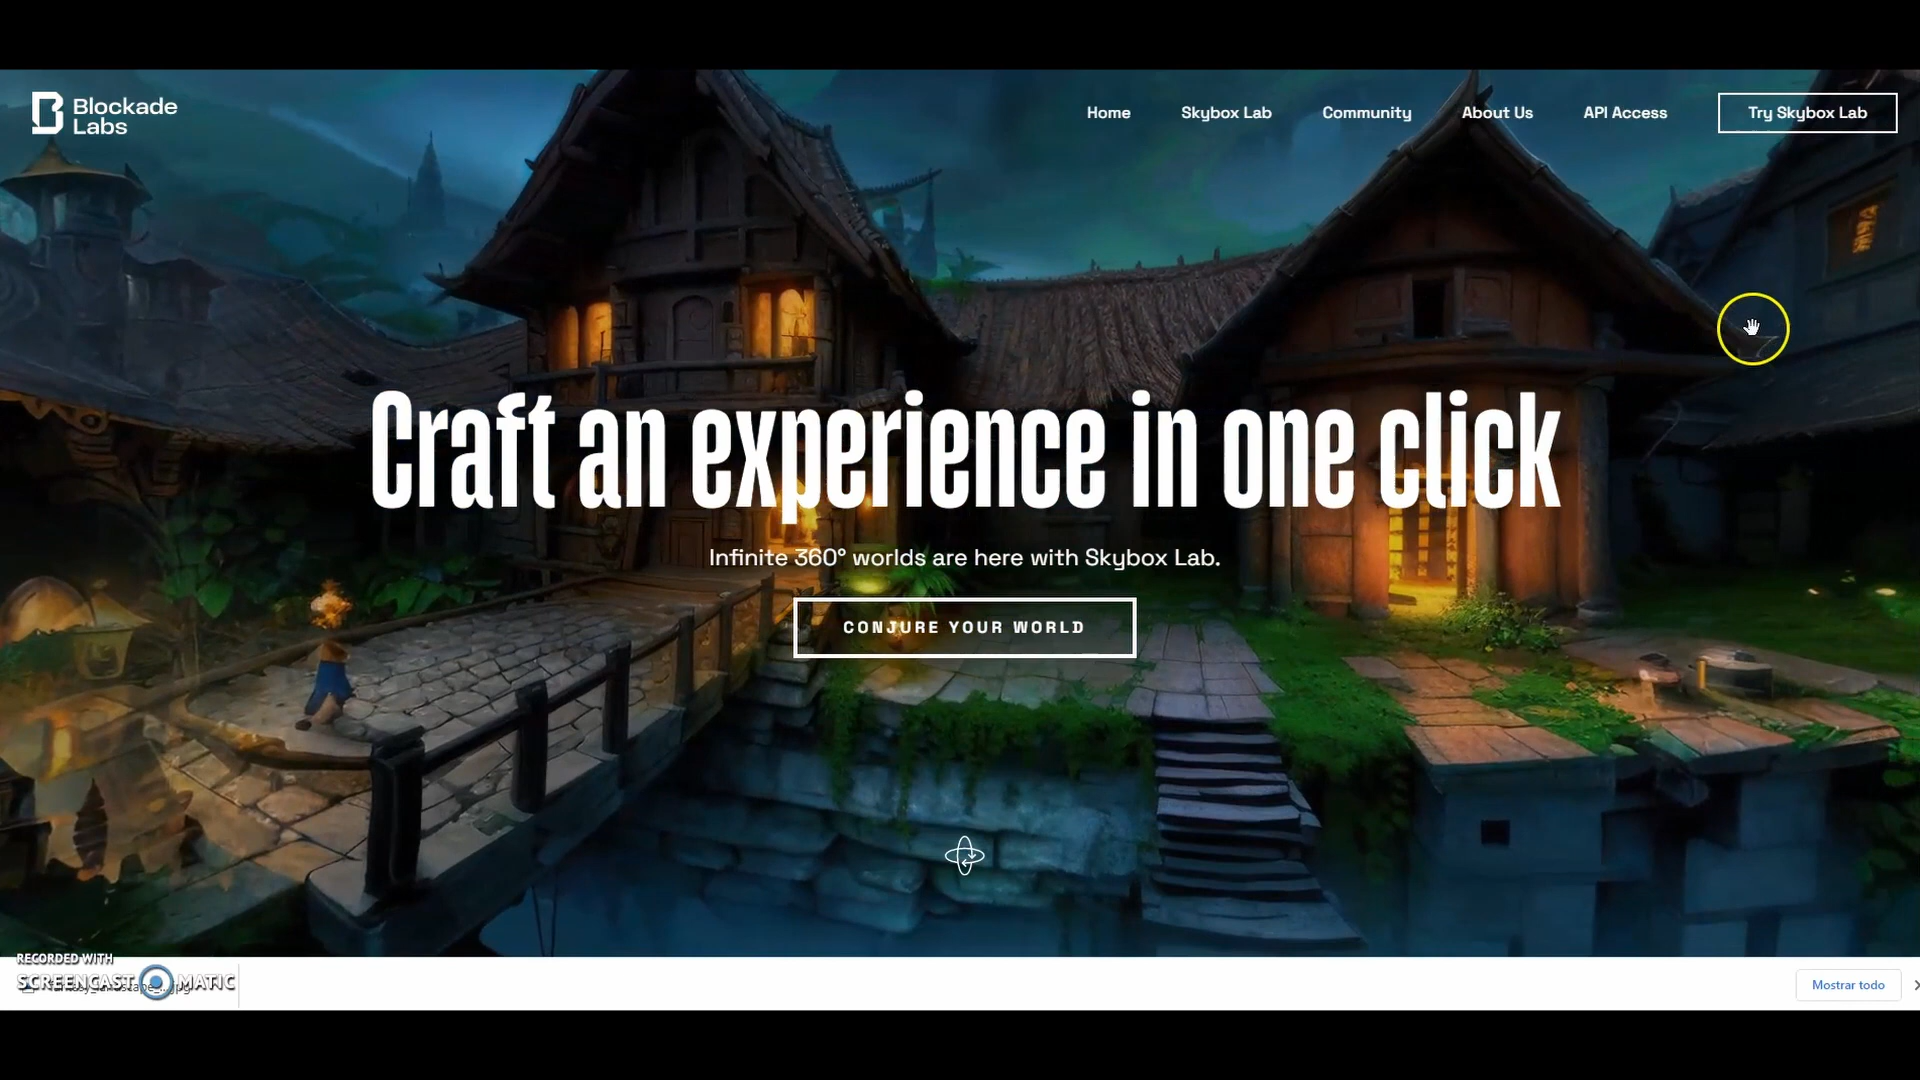 Blockade
Labs
Home
Skybox Lab
Community
About Us
API Access
Try Skybox Lab
Craft an experience in one click
Infinite 360° worlds are here with Skybox Lab.
CONJURE YOUR WORLD
RECORDED WITH
SCREENCAST MATIC
Mostrar todo